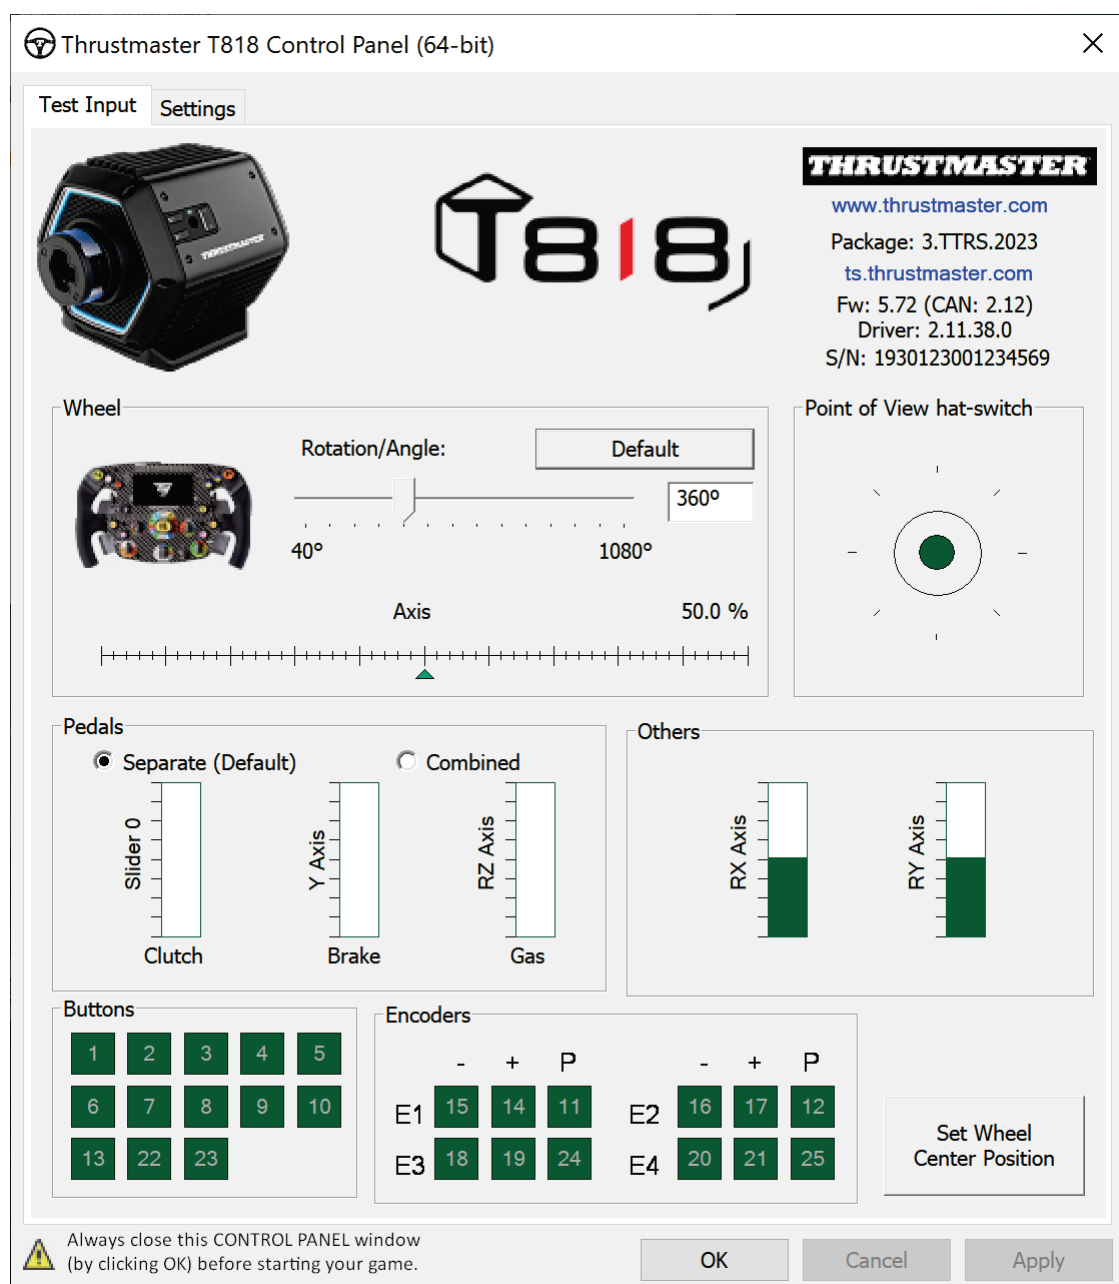 Thrustmaster T818 Control Panel (64-bit)
Test Input
Settings
THRUSTMASTER
T818
THRUSTMASTER
www.thrustmaster.com
Package: 3.TTRS.2023
ts.thrustmaster.com
Fw: 5.72 (CAN: 2.12)
Driver: 2.11.38.0
S/N: 1930123001234569
Wheel
Rotation/Angle:
Default
360º
40º
1080º
Axis
50.0 %
Point of View hat-switch
Pedals
Separate (Default)
Combined
Slider 0
Y Axis
RZ Axis
Clutch
Brake
Gas
Others
RX Axis
RY Axis
Buttons
1 2 3 4 5
6 7 8 9 10
13 22 23
Encoders
- + P - + P
E1 15 14 11 E2 16 17 12
E3 18 19 24 E4 20 21 25
Set Wheel
Center Position
Always close this CONTROL PANEL window
(by clicking OK) before starting your game.
OK
Cancel
Apply